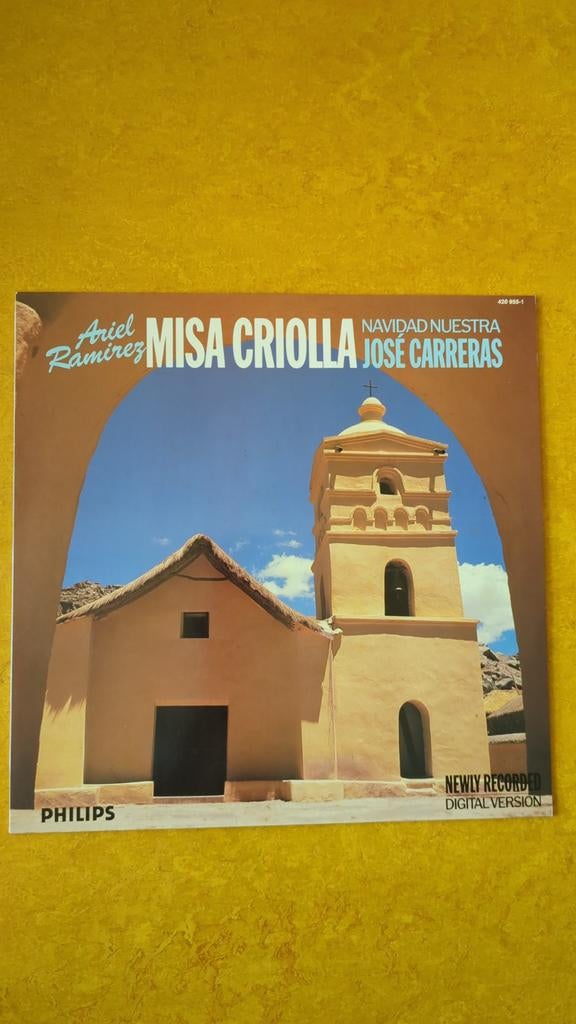 420 955-1
Ariel
Ramirez
MISA CRIOLLA
NAVIDAD NUESTRA
JOSÉ CARRERAS
NEWLY RECORDED
DIGITAL VERSION
PHILIPS